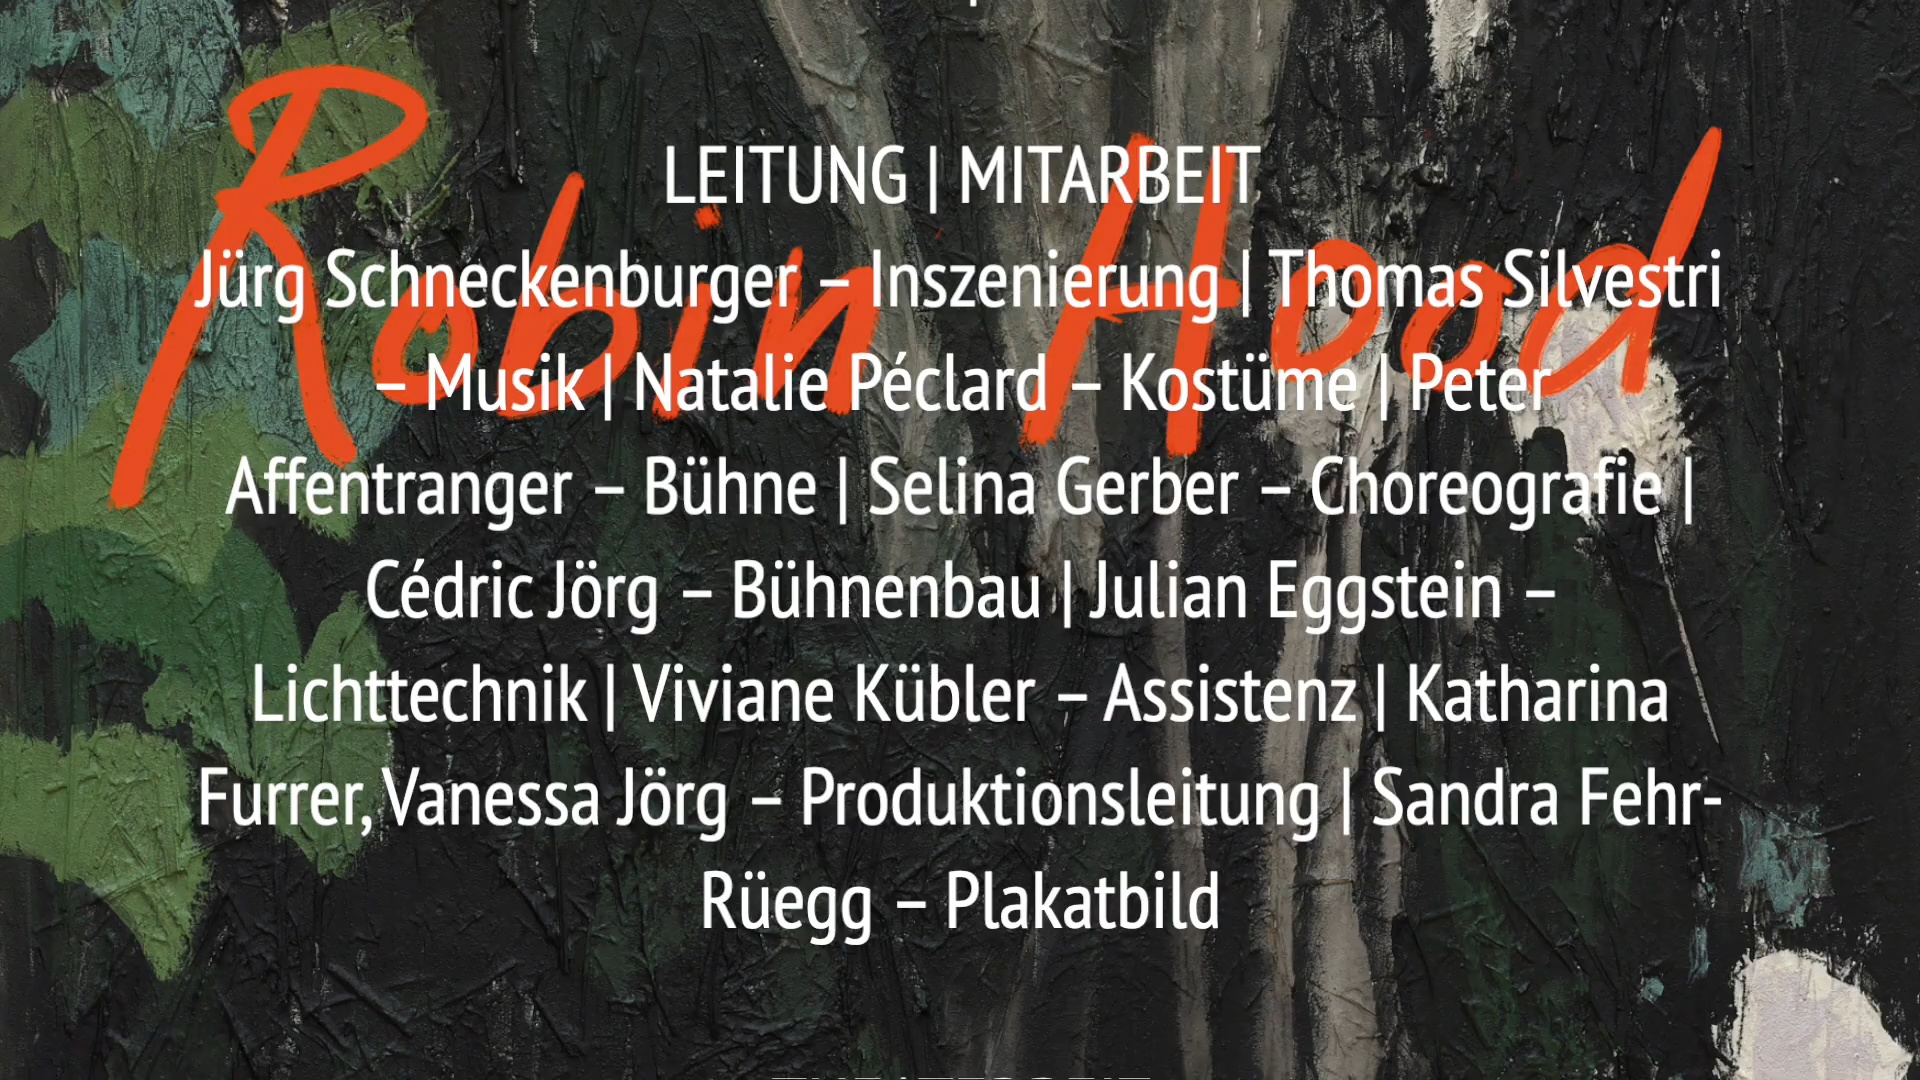 Robin Hood
LEITUNG | MITARBEIT
Jürg Schneckenburger – Inszenierung | Thomas Silvestri
– Musik | Natalie Péclard – Kostüme | Peter
Affentranger – Bühne | Selina Gerber – Choreografie |
Cédric Jörg – Bühnenbau | Julian Eggstein –
Lichttechnik | Viviane Kübler – Assistenz | Katharina
Furrer, Vanessa Jörg – Produktionsleitung | Sandra Fehr-
Rüegg – Plakatbild